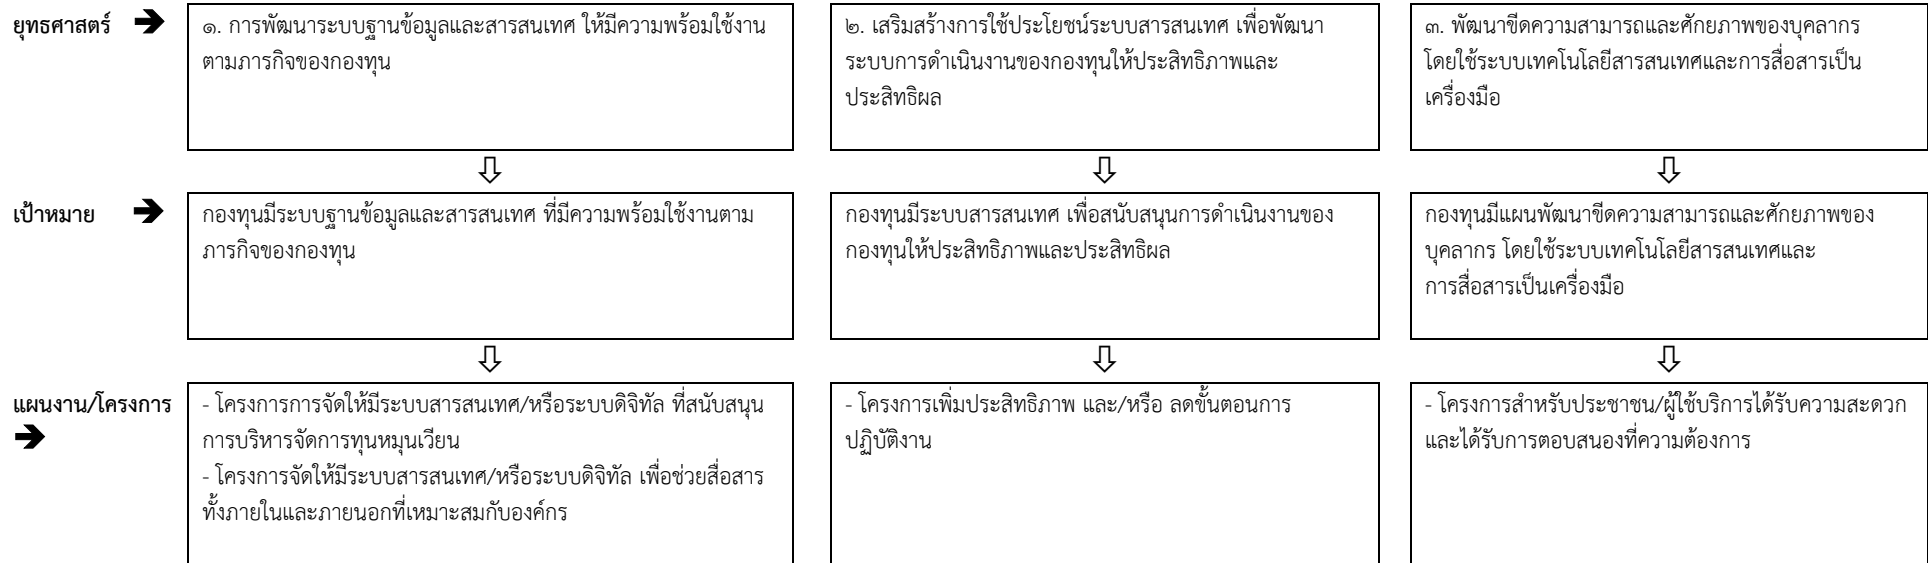 ยุทธศาสตร์
๑. การพัฒนาระบบฐานข้อมูลและสารสนเทศ ให้มีความพร้อมใช้งาน
ตามภารกิจของกองทุน
๒. เสริมสร้างการใช้ประโยชน์ระบบสารสนเทศ เพื่อพัฒนา
ระบบการดำเนินงานของกองทุนให้ประสิทธิภาพและ
ประสิทธิผล
๓. พัฒนาขีดความสามารถและศักยภาพของบุคลากร
โดยใช้ระบบเทคโนโลยีสารสนเทศและการสื่อสารเป็น
เครื่องมือ
เป้าหมาย
กองทุนมีระบบฐานข้อมูลและสารสนเทศ ที่มีความพร้อมใช้งานตาม
ภารกิจของกองทุน
กองทุนมีระบบสารสนเทศ เพื่อสนับสนุนการดำเนินงานของ
กองทุนให้ประสิทธิภาพและประสิทธิผล
กองทุนมีแผนพัฒนาขีดความสามารถและศักยภาพของ
บุคลากร โดยใช้ระบบเทคโนโลยีสารสนเทศและ
การสื่อสารเป็นเครื่องมือ
แผนงาน/โครงการ
- โครงการการจัดให้มีระบบสารสนเทศ/หรือระบบดิจิทัล ที่สนับสนุน
การบริหารจัดการทุนหมุนเวียน
- โครงการจัดให้มีระบบสารสนเทศ/หรือระบบดิจิทัล เพื่อช่วยสื่อสาร
ทั้งภายในและภายนอกที่เหมาะสมกับองค์กร
- โครงการเพิ่มประสิทธิภาพ และ/หรือ ลดขั้นตอนการ
ปฏิบัติงาน
- โครงการสำหรับประชาชน/ผู้ใช้บริการได้รับความสะดวก
และได้รับการตอบสนองที่ความต้องการ